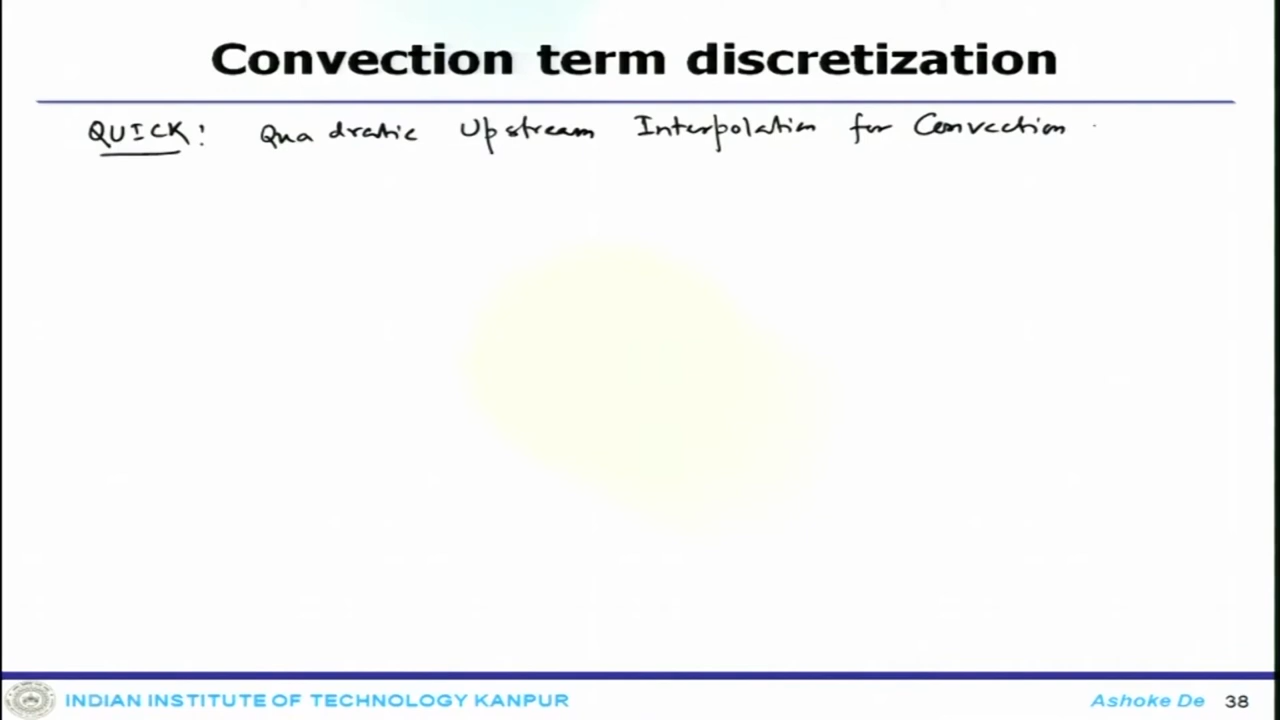 Convection term discretization
QUICK: Quadratic Upstream Interpolation for Convection
INDIAN INSTITUTE OF TECHNOLOGY KANPUR
Ashoke De 38